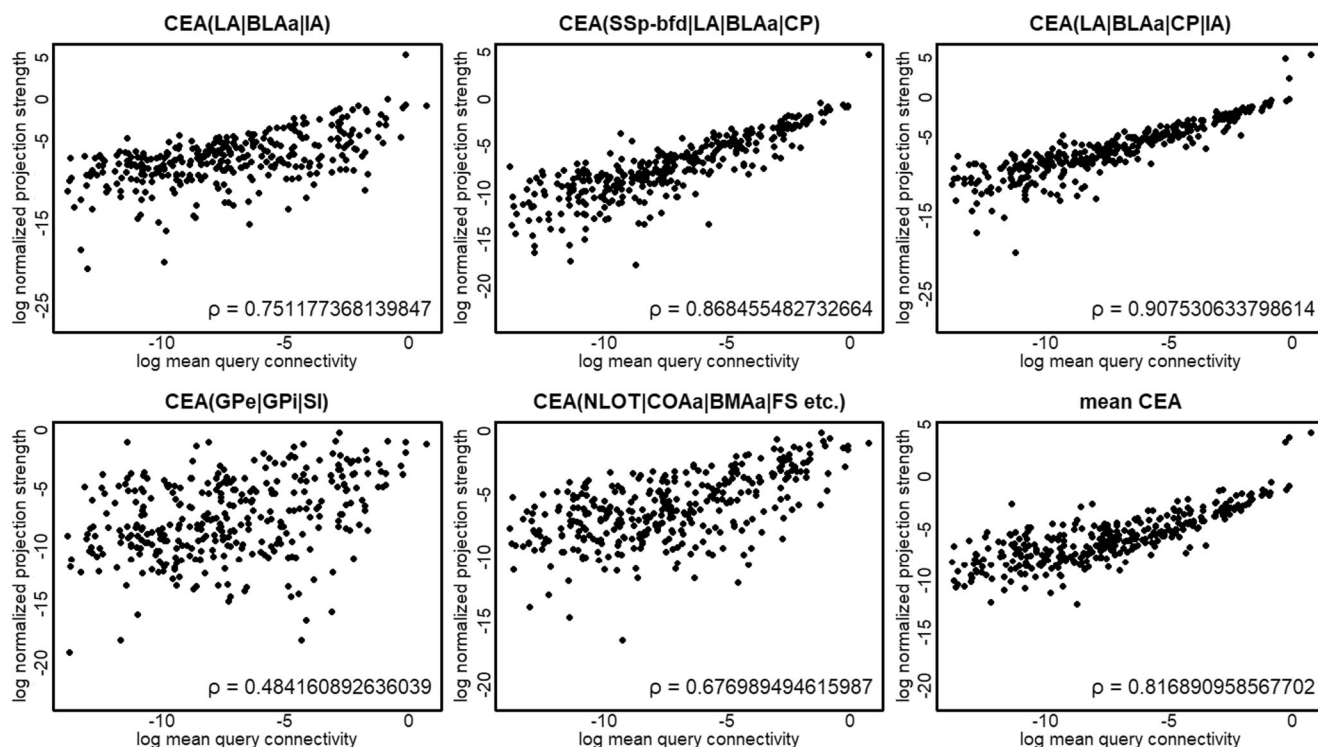 CEA(LA|BLAa|IA)
CEA(SSp-bfd|LA|BLAa|CP)
CEA(LA|BLAa|CP|IA)
log normalized projection strength
5
0
-5
-15
-25
ρ = 0.751177368139847
-10
-5
0
log mean query connectivity
log normalized projection strength
5
0
-5
-10
-15
-20
ρ = 0.868455482732664
-10
-5
0
log mean query connectivity
log normalized projection strength
5
0
-5
-15
-25
ρ = 0.907530633798614
-10
-5
0
log mean query connectivity
CEA(GPe|GPi|SI)
CEA(NLOT|COAa|BMAa|FS etc.)
mean CEA
log normalized projection strength
0
-5
-10
-15
-20
ρ = 0.484160892636039
-10
-5
0
log mean query connectivity
log normalized projection strength
0
-5
-10
-15
-20
ρ = 0.676989494615987
-10
-5
0
log mean query connectivity
log normalized projection strength
5
0
-5
-10
-15
-20
ρ = 0.816890958567702
-10
-5
0
log mean query connectivity